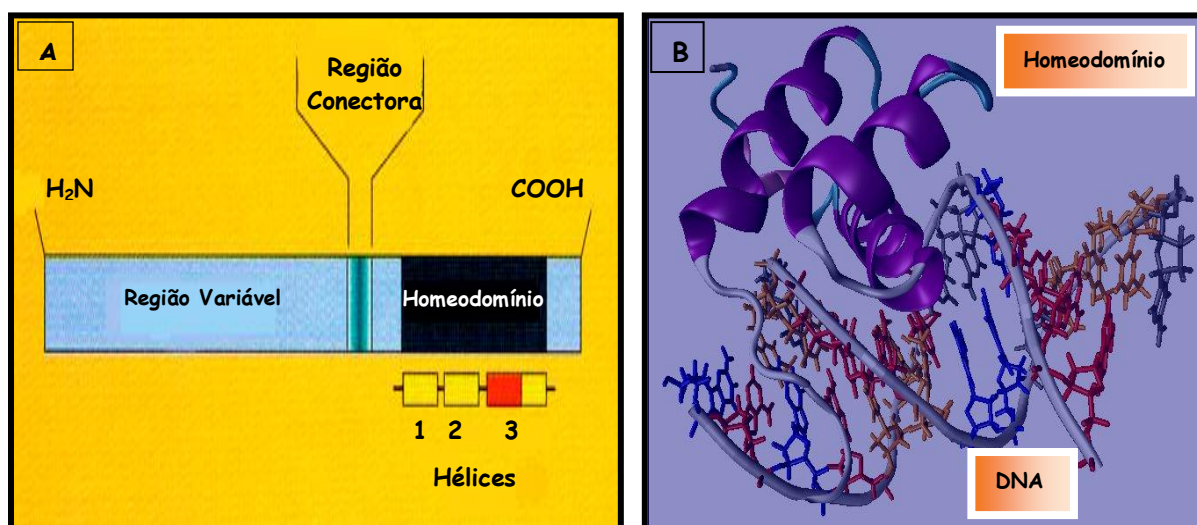 A
Região
Conectora
H₂N
COOH
Região Variável
Homeodomínio
1 2 3
Hélices
B
Homeodomínio
DNA